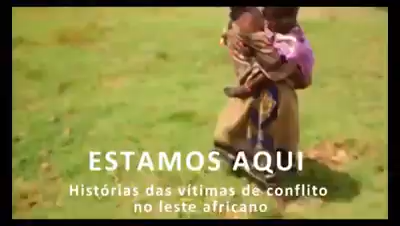 ESTAMOS AQUI
Histórias das vítimas de conflito
no leste africano